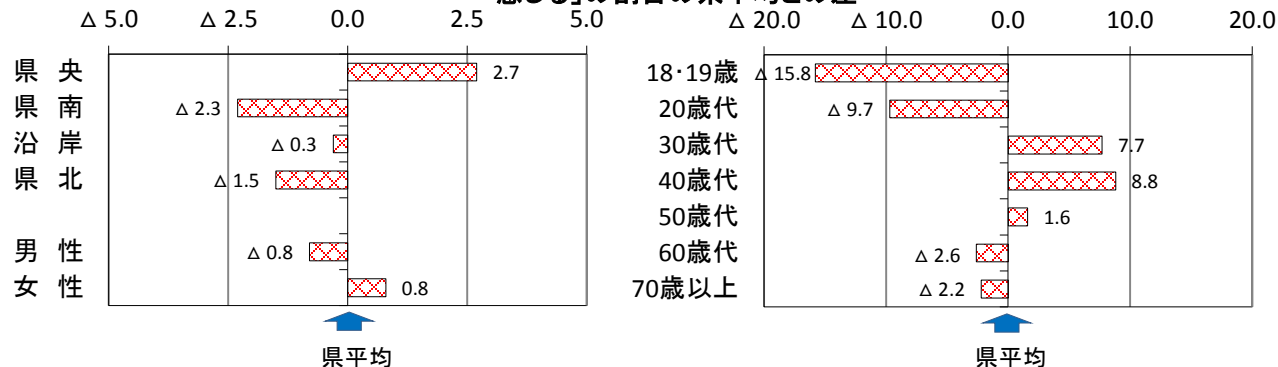 △ 5.0 △ 2.5 0.0 2.5 5.0
県 央 2.7
県 南 △ 2.3
沿 岸 △ 0.3
県 北 △ 1.5
男 性 △ 0.8
女 性 0.8
県平均
△ 20.0 △ 10.0 0.0 10.0 20.0
18･19歳 △ 15.8
20歳代 △ 9.7
30歳代 7.7
40歳代 8.8
50歳代 1.6
60歳代 △ 2.6
70歳以上 △ 2.2
県平均